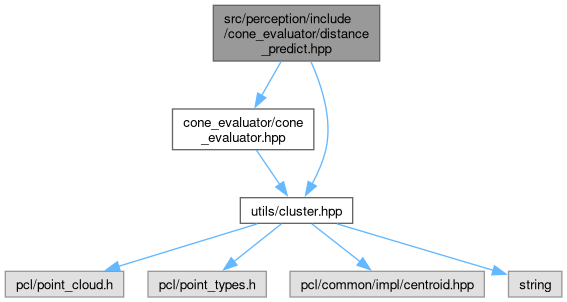 src/perception/include
/cone_evaluator/distance
_predict.hpp
cone_evaluator/cone
_evaluator.hpp
utils/cluster.hpp
pcl/point_cloud.h
pcl/point_types.h
pcl/common/impl/centroid.hpp
string